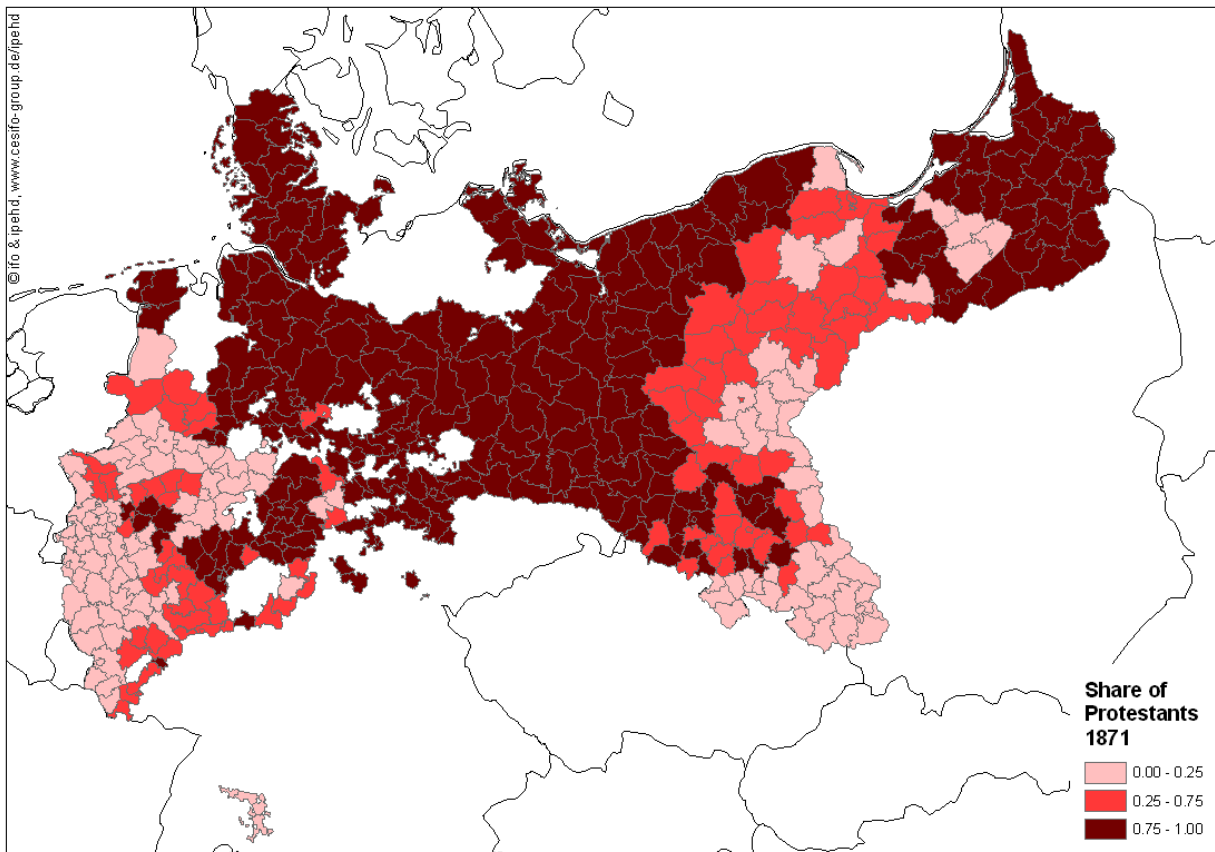 © ifo & ipehd, www.cesifo-group.de/ipehd
Share of
Protestants
1871
0.00 - 0.25
0.25 - 0.75
0.75 - 1.00